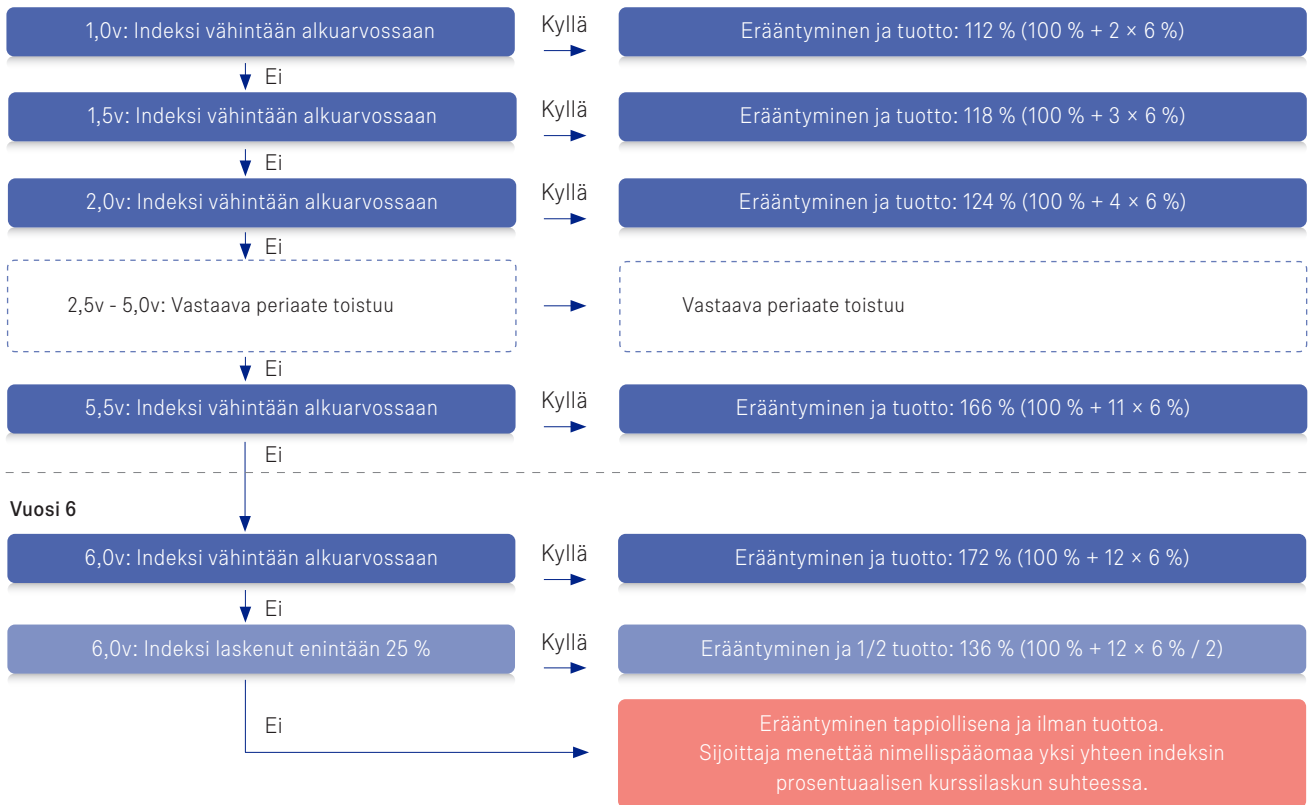 1,0v: Indeksi vähintään alkuarvossaan
Kyllä
Erääntyminen ja tuotto: 112 % (100 % + 2 × 6 %)
Ei
1,5v: Indeksi vähintään alkuarvossaan
Kyllä
Erääntyminen ja tuotto: 118 % (100 % + 3 × 6 %)
Ei
2,0v: Indeksi vähintään alkuarvossaan
Kyllä
Erääntyminen ja tuotto: 124 % (100 % + 4 × 6 %)
Ei
2,5v - 5,0v: Vastaava periaate toistuu
Vastaava periaate toistuu
Ei
5,5v: Indeksi vähintään alkuarvossaan
Kyllä
Erääntyminen ja tuotto: 166 % (100 % + 11 × 6 %)
Ei
Vuosi 6
6,0v: Indeksi vähintään alkuarvossaan
Kyllä
Erääntyminen ja tuotto: 172 % (100 % + 12 × 6 %)
Ei
6,0v: Indeksi laskenut enintään 25 %
Kyllä
Erääntyminen ja 1/2 tuotto: 136 % (100 % + 12 × 6 % / 2)
Ei
Erääntyminen tappiollisena ja ilman tuottoa.
Sijoittaja menettää nimellispääomaa yksi yhteen indeksin
prosentuaalisen kurssilaskun suhteessa.